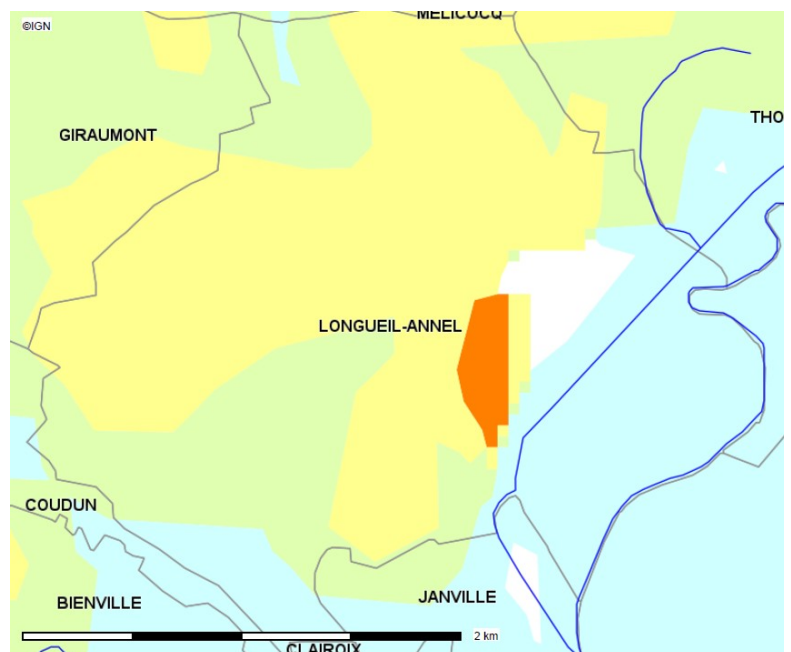 ©IGN
MELICOCQ
GIRAUMONT
THO
LONGUEIL-ANNEL
COUDUN
BIENVILLE
JANVILLE
CLAIROIX
2 km